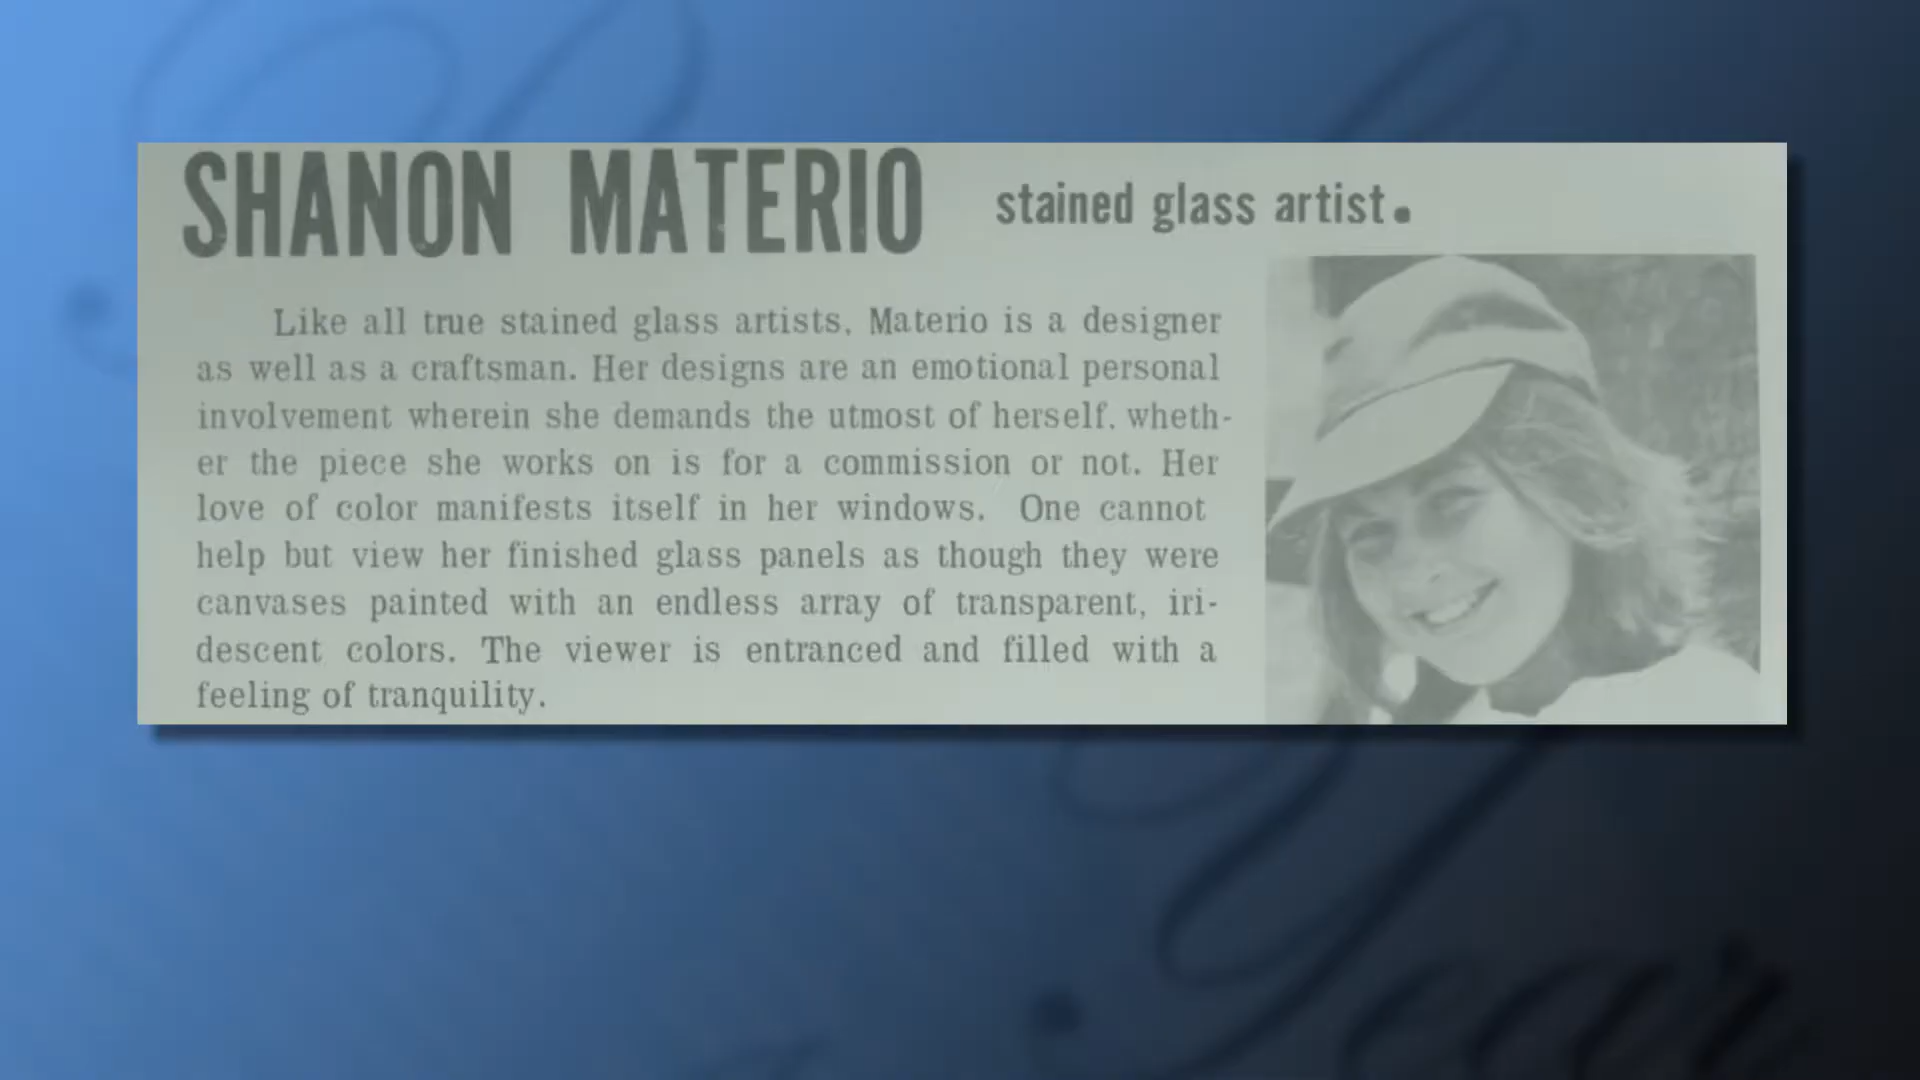 SHANON MATERIO stained glass artist.
Like all true stained glass artists, Materio is a designer
as well as a craftsman. Her designs are an emotional personal
involvement wherein she demands the utmost of herself, wheth-
er the piece she works on is for a commission or not. Her
love of color manifests itself in her windows. One cannot
help but view her finished glass panels as though they were
canvases painted with an endless array of transparent, iri-
descent colors. The viewer is entranced and filled with a
feeling of tranquility.
Year